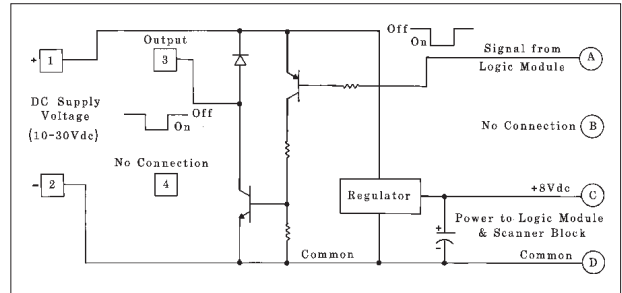 Off
On
Output
Signal from
Logic Module
A
+ 1
3
DC Supply
Voltage
(10-30Vdc)
Off
On
No Connection B
No Connection
4
- 2
Regulator
+8Vdc
C
+
-
Power to Logic Module
& Scanner Block
Common
Common
D